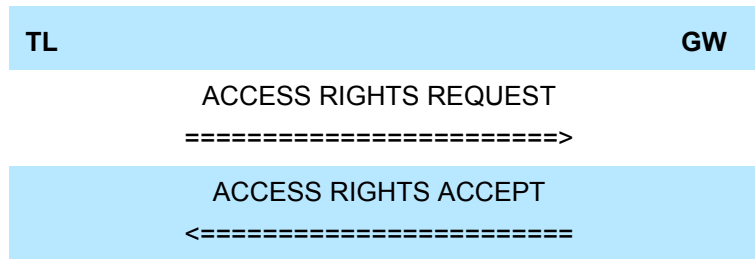 TL GW
ACCESS RIGHTS REQUEST
========================>
ACCESS RIGHTS ACCEPT
<========================